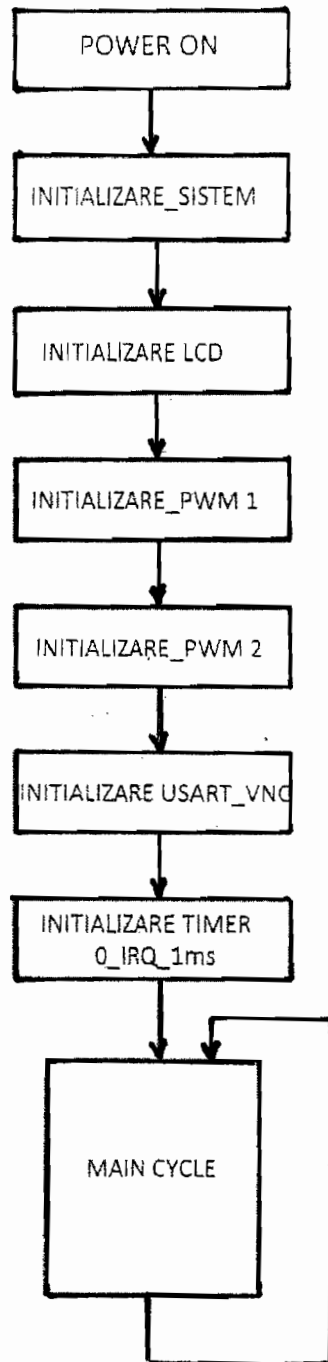 POWER ON
INITIALIZARE_SISTEM
INITIALIZARE LCD
INITIALIZARE_PWM 1
INITIALIZARE_PWM 2
INITIALIZARE USART_VNC
INITIALIZARE TIMER
0_IRQ_1ms
MAIN CYCLE